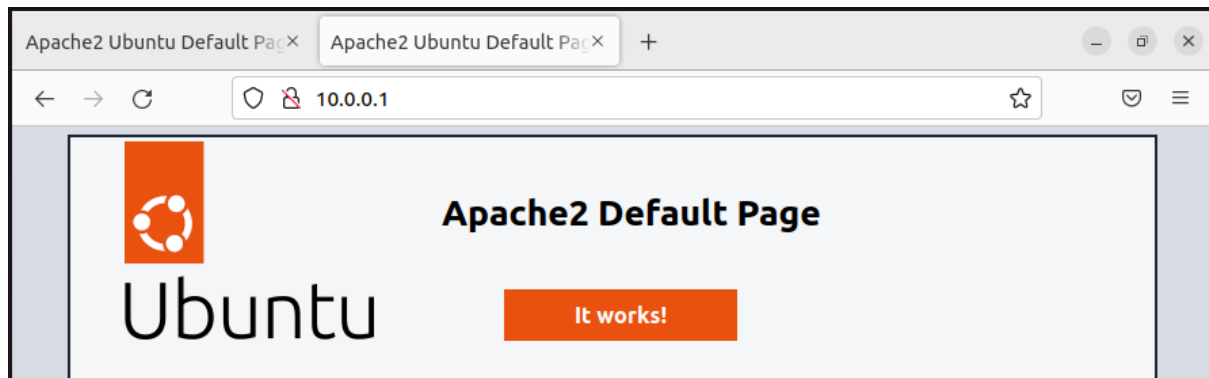 Apache2 Ubuntu Default Pag
Apache2 Ubuntu Default Pag
10.0.0.1
Apache2 Default Page
Ubuntu
It works!